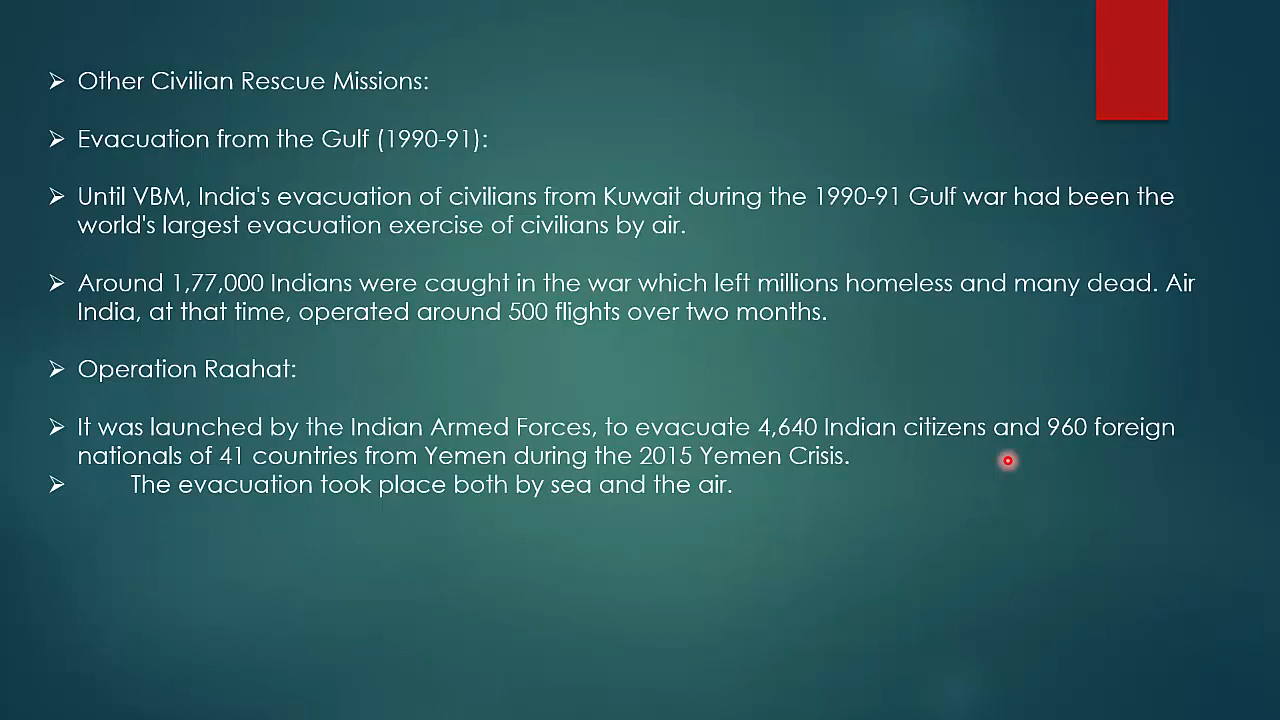 Other Civilian Rescue Missions:
Evacuation from the Gulf (1990-91):
Until VBM, India's evacuation of civilians from Kuwait during the 1990-91 Gulf war had been the
world's largest evacuation exercise of civilians by air.
Around 1,77,000 Indians were caught in the war which left millions homeless and many dead. Air
India, at that time, operated around 500 flights over two months.
Operation Raahat:
It was launched by the Indian Armed Forces, to evacuate 4,640 Indian citizens and 960 foreign
nationals of 41 countries from Yemen during the 2015 Yemen Crisis.
The evacuation took place both by sea and the air.